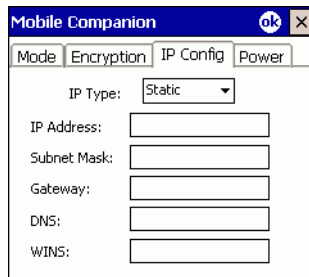 Mobile Companion ok
Mode Encryption IP Config Power
IP Type: Static
IP Address:
Subnet Mask:
Gateway:
DNS:
WINS: